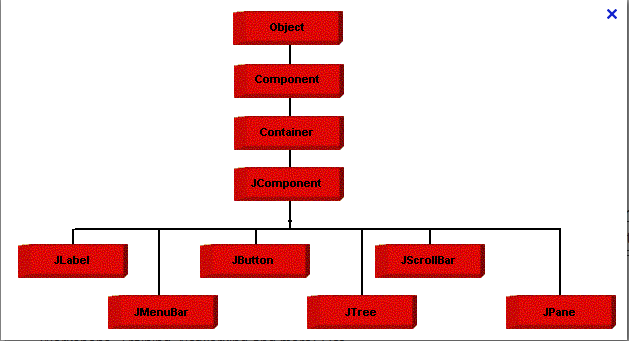 Object
Component
Container
JComponent
JLabel
JButton
JScrollBar
JMenuBar
JTree
JPane